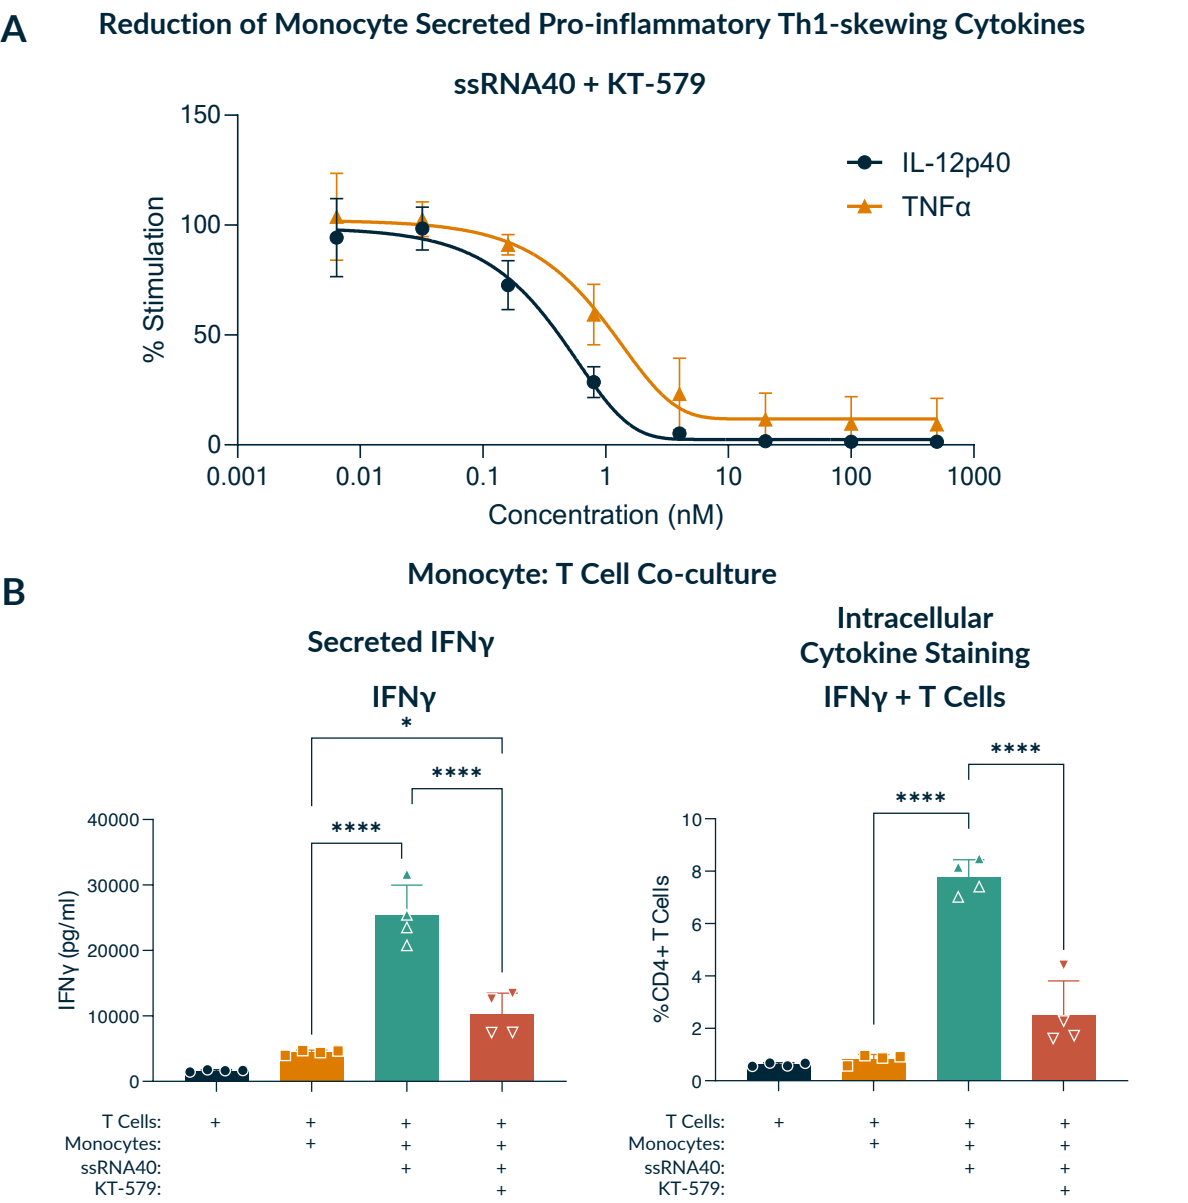 A
Reduction of Monocyte Secreted Pro-inflammatory Th1-skewing Cytokines
ssRNA40 + KT-579
150
100
50
0
% Stimulation
IL-12p40
TNFα
0.001 0.01 0.1 1 10 100 1000
Concentration (nM)
B
Monocyte: T Cell Co-culture
Secreted IFNγ
IFNγ
*
****
****
40000
30000
20000
10000
0
IFNγ (pg/ml)
T Cells: + + + +
Monocytes: + + +
ssRNA40: + +
KT-579: +
Intracellular
Cytokine Staining
IFNγ + T Cells
****
****
10
8
6
4
2
0
%CD4+ T Cells
T Cells: + + + +
Monocytes: + + +
ssRNA40: + +
KT-579: +